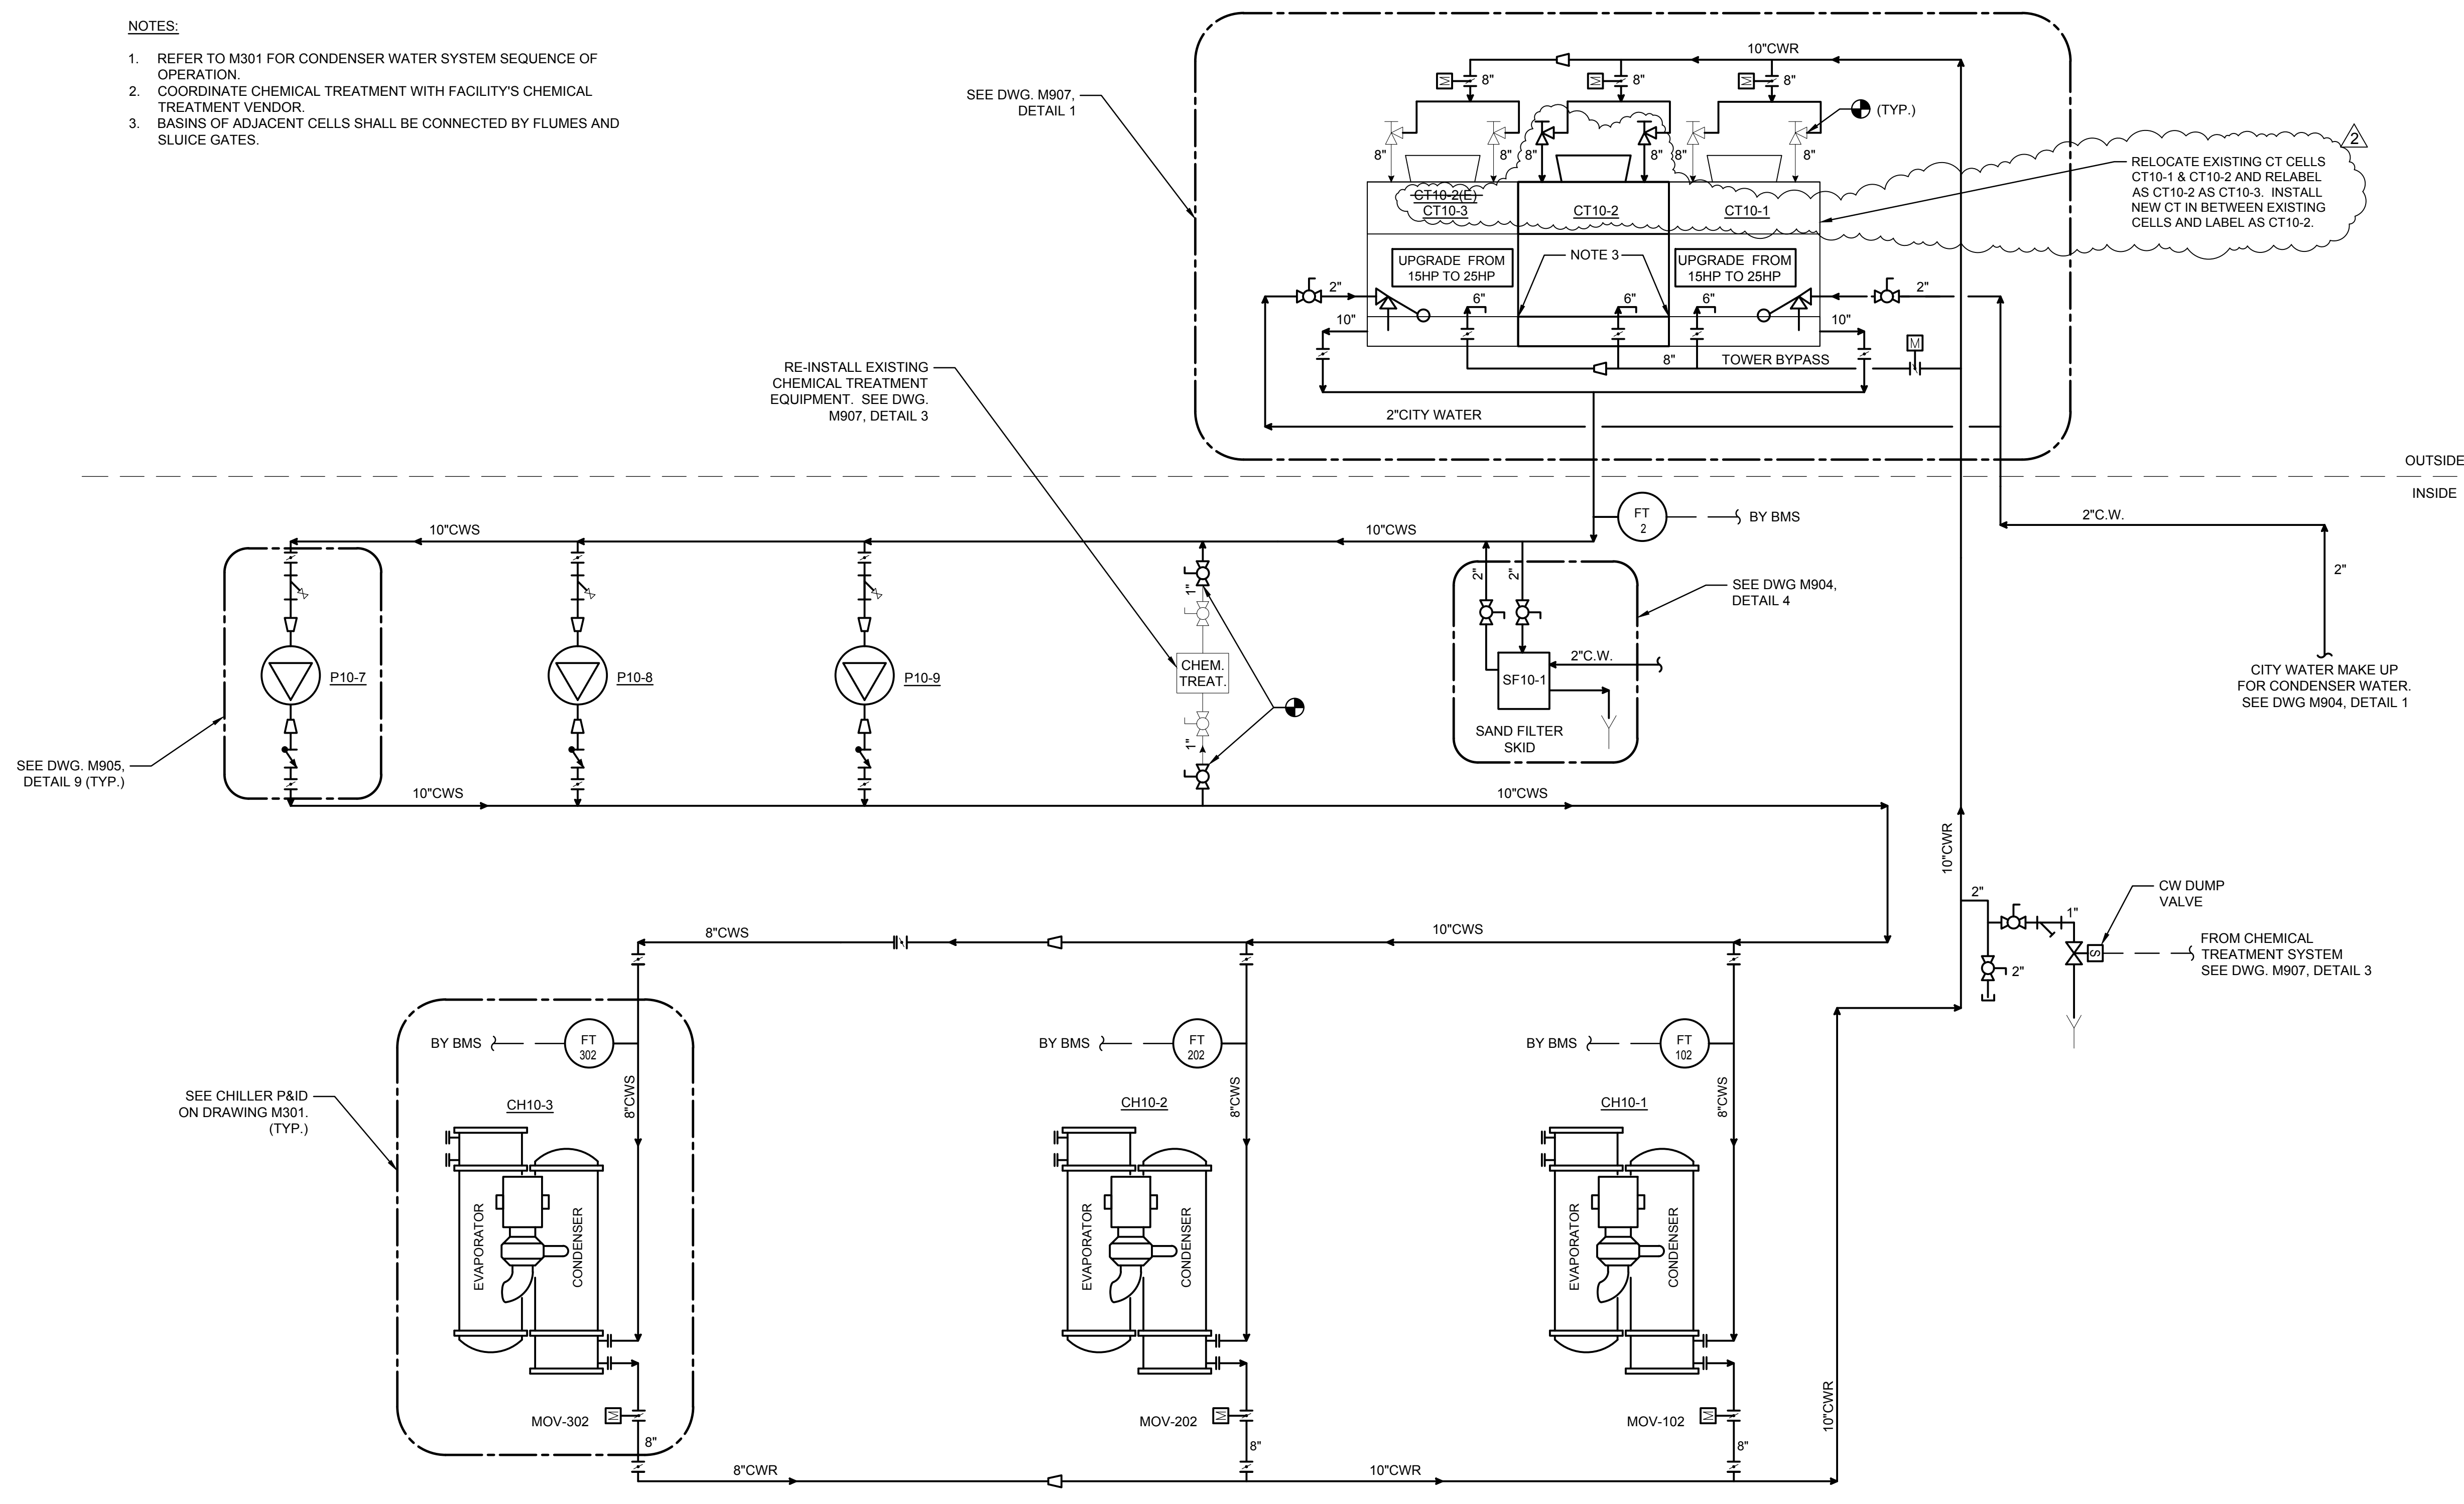 NOTES:
1. REFER TO M301 FOR CONDENSER WATER SYSTEM SEQUENCE OF
OPERATION.
2. COORDINATE CHEMICAL TREATMENT WITH FACILITY'S CHEMICAL
TREATMENT VENDOR.
3. BASINS OF ADJACENT CELLS SHALL BE CONNECTED BY FLUMES AND
SLUICE GATES.
SEE DWG. M907,
DETAIL 1
10"CWR
M
8"
M
8"
M
8"
(TYP.)
8"
8"
8"
8"
8"
8"
2
RELOCATE EXISTING CT CELLS
CT10-1 & CT10-2 AND RELABEL
AS CT10-2 AS CT10-3. INSTALL
NEW CT IN BETWEEN EXISTING
CELLS AND LABEL AS CT10-2.
CT10-2(E)
CT10-3
CT10-2
CT10-1
UPGRADE FROM
15HP TO 25HP
NOTE 3
UPGRADE FROM
15HP TO 25HP
2"
6"
6"
6"
2"
10"
10"
M
8"
TOWER BYPASS
2"CITY WATER
RE-INSTALL EXISTING
CHEMICAL TREATMENT
EQUIPMENT. SEE DWG.
M907, DETAIL 3
OUTSIDE
INSIDE
10"CWS
10"CWS
FT
2
BY BMS
2"C.W.
2"
2"
2"
SEE DWG M904,
DETAIL 4
1"
P10-7
P10-8
P10-9
CHEM.
TREAT.
2"C.W.
SF10-1
SAND FILTER
SKID
1"
CITY WATER MAKE UP
FOR CONDENSER WATER.
SEE DWG M904, DETAIL 1
SEE DWG. M905,
DETAIL 9 (TYP.)
10"CWS
10"CWS
10"CWR
2"
1"
CW DUMP
VALVE
S
2"
FROM CHEMICAL
TREATMENT SYSTEM
SEE DWG. M907, DETAIL 3
8"CWS
10"CWS
BY BMS
FT
302
BY BMS
FT
202
BY BMS
FT
102
SEE CHILLER P&ID
ON DRAWING M301.
(TYP.)
CH10-3
8"CWS
CH10-2
8"CWS
CH10-1
8"CWS
EVAPORATOR
CONDENSER
EVAPORATOR
CONDENSER
EVAPORATOR
CONDENSER
MOV-302
M
MOV-202
M
MOV-102
M
8"
8"
8"
10"CWR
8"CWR
10"CWR